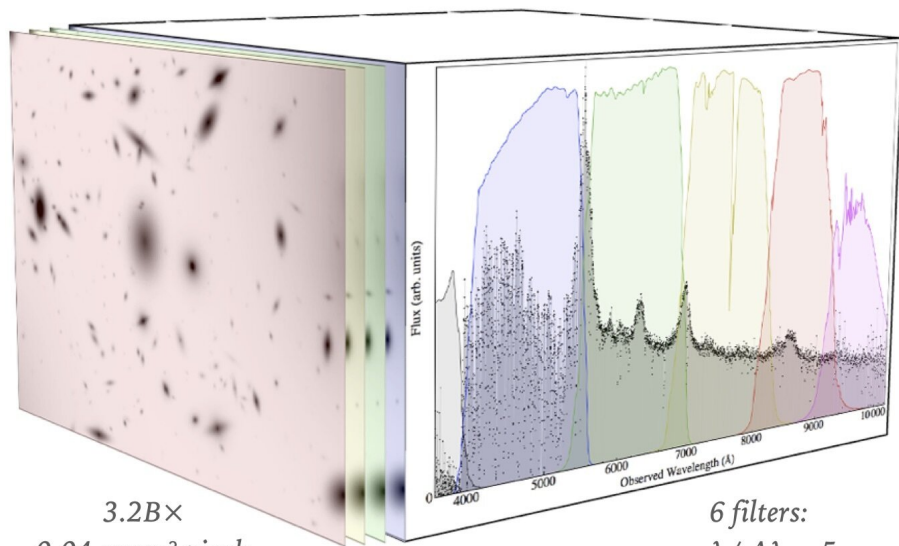 Flux (arb. units)
0 4000 5000 6000 7000 8000 9000 10000
Observed Wavelength (Å)
3.2B×
6 filters: